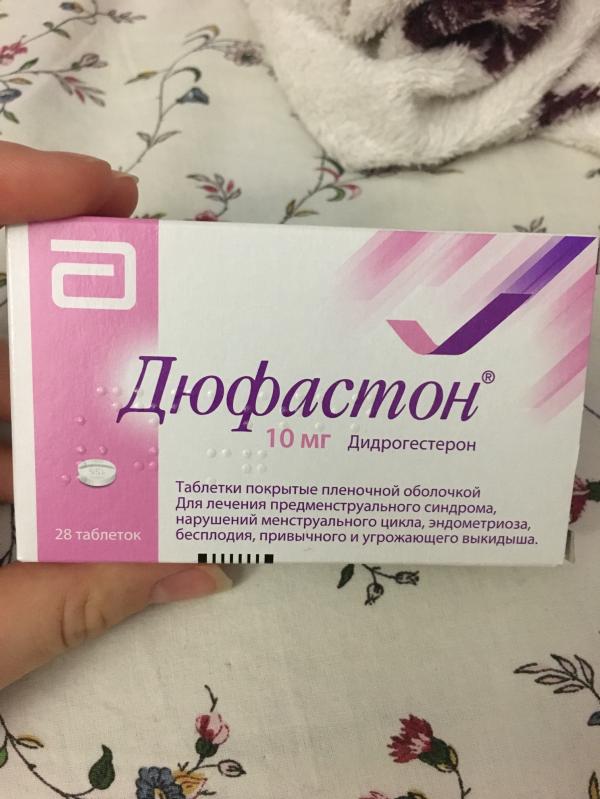 Дюфастон®
10 мг Дидрогестерон
Таблетки покрытые пленочной оболочкой
Для лечения предменструального синдрома,
нарушений менструального цикла, эндометриоза,
бесплодия, привычного и угрожающего выкидыша.
28 таблеток